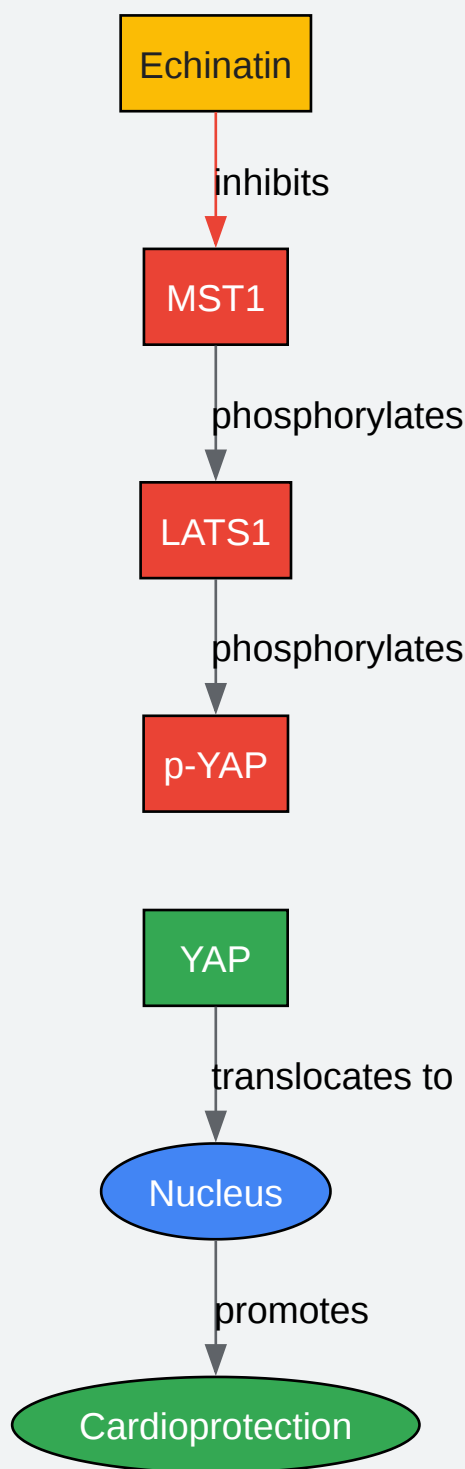 Echinatin
inhibits
MST1
phosphorylates
LATS1
phosphorylates
p-YAP
YAP
translocates to
Nucleus
promotes
Cardioprotection